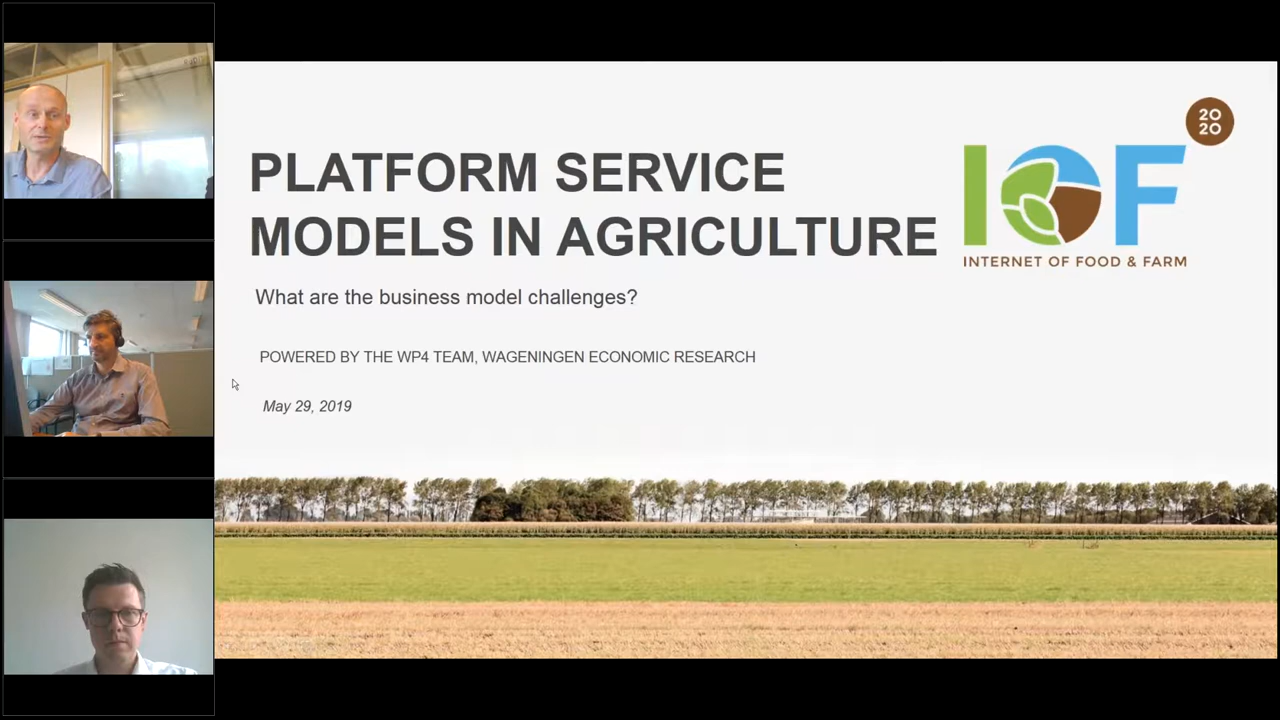 PLATFORM SERVICE
MODELS IN AGRICULTURE
20
20
IOF
INTERNET OF FOOD & FARM
What are the business model challenges?
POWERED BY THE WP4 TEAM, WAGENINGEN ECONOMIC RESEARCH
May 29, 2019